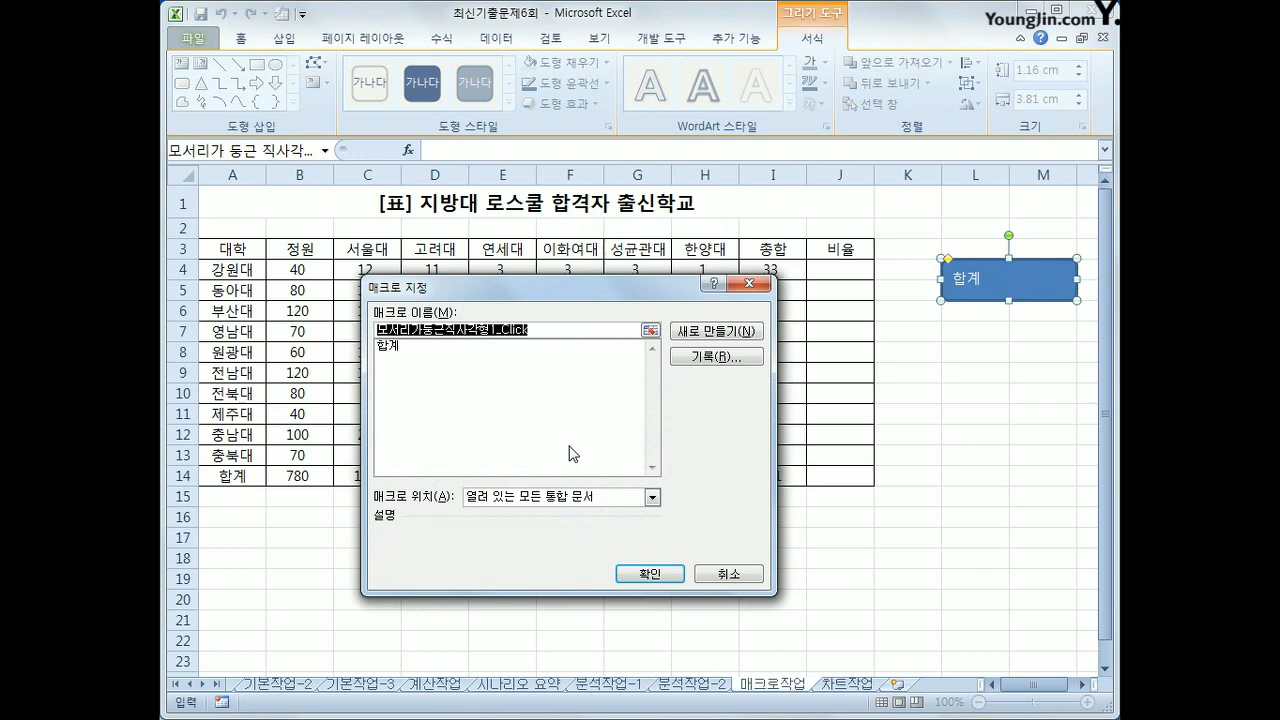 최신기출문제6회 - Microsoft Excel
그리기 도구
YoungJin.com Y.
파일 홈 삽입 페이지 레이아웃 수식 데이터 검토 보기 개발 도구 추가 기능 서식
가나다 가나다 가나다
도형 채우기
도형 윤곽선
도형 효과
A A A
가
앞으로 가져오기
뒤로 보내기
선택 창
1.16 cm
3.81 cm
도형 삽입 도형 스타일 WordArt 스타일 정렬 크기
모서리가 둥근 직사각... fx
A B C D E F G H I J K L M
1 [표] 지방대 로스쿨 합격자 출신학교
2
3 대학 정원 서울대 고려대 연세대 이화여대 성균관대 한양대 총합 비율
4 강원대 40 12 11 3 3 3 1 33
합계
5 동아대 80
6 부산대 120
7 영남대 70
8 원광대 60
9 전남대 120
10 전북대 80
11 제주대 40
12 충남대 100
13 충북대 70
14 합계 780
15
16
17
18
19
20
21
22
23
매크로 지정
매크로 이름(M):
모서리가둥근직사각형1_Click
합계
새로 만들기(N)
기록(R)...
매크로 위치(A): 열려 있는 모든 통합 문서
설명
확인 취소
기본작업-2 기본작업-3 계산작업 시나리오 요약 분석작업-1 분석작업-2 매크로작업 차트작업
입력 100%